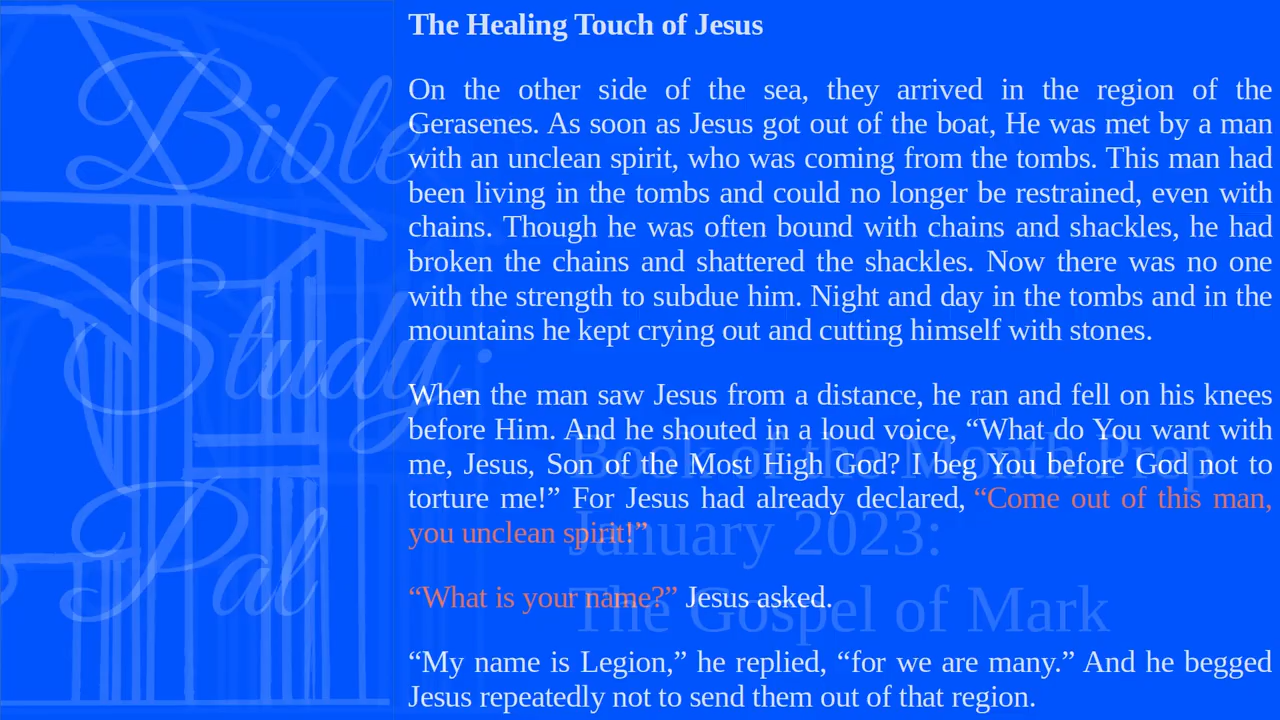 The Healing Touch of Jesus
On the other side of the sea, they arrived in the region of the
Gerasenes. As soon as Jesus got out of the boat, He was met by a man
with an unclean spirit, who was coming from the tombs. This man had
been living in the tombs and could no longer be restrained, even with
chains. Though he was often bound with chains and shackles, he had
broken the chains and shattered the shackles. Now there was no one
with the strength to subdue him. Night and day in the tombs and in the
mountains he kept crying out and cutting himself with stones.
When the man saw Jesus from a distance, he ran and fell on his knees
before Him. And he shouted in a loud voice, “What do You want with
me, Jesus, Son of the Most High God? I beg You before God not to
torture me!” For Jesus had already declared, “Come out of this man,
you unclean spirit!”
“What is your name?” Jesus asked.
“My name is Legion,” he replied, “for we are many.” And he begged
Jesus repeatedly not to send them out of that region.
Bible
Study
Pal
Book of the Month Prep
January 2023:
The Gospel of Mark